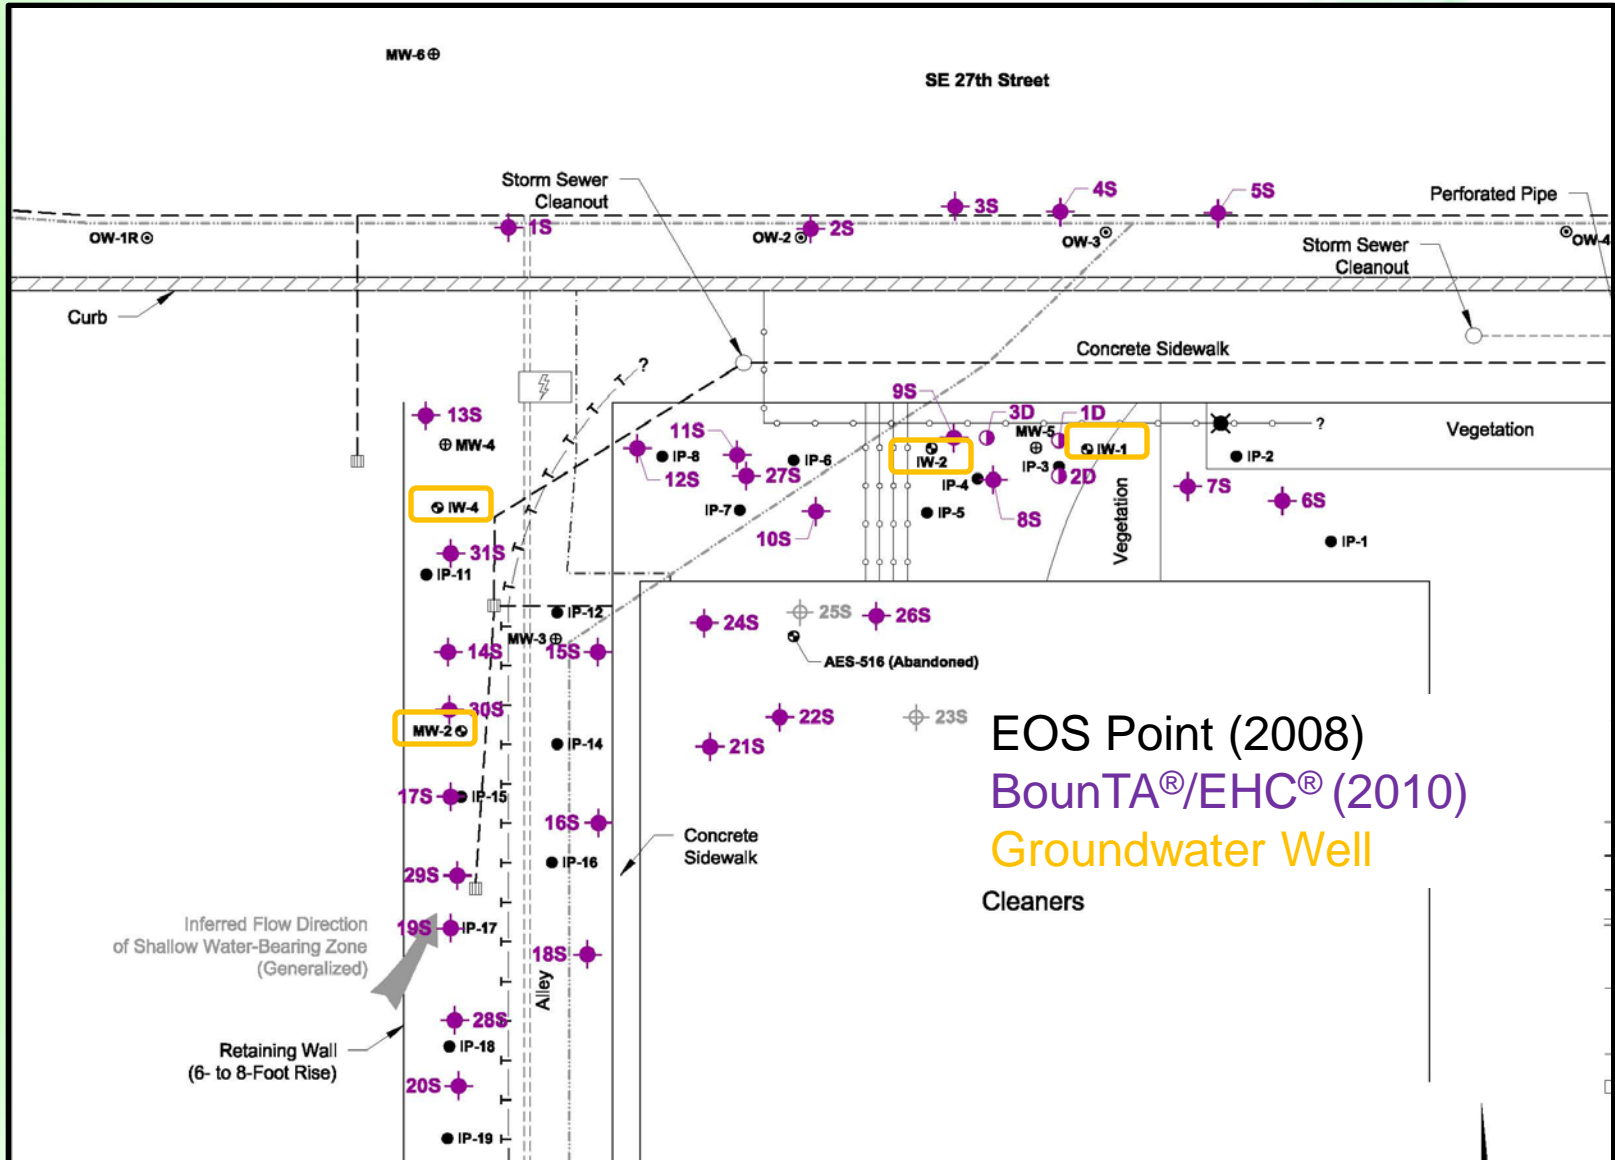 MW-6
SE 27th Street
Storm Sewer
Cleanout
3S
4S
5S
Perforated Pipe
OW-1R
1S
OW-2
2S
OW-3
Storm Sewer
Cleanout
OW-4
Curb
Concrete Sidewalk
?
13S
MW-4
9S
3D
1D
MW-5
?
Vegetation
11S
IP-8
12S
27S
IP-6
IW-2
IP-3
IW-1
IP-2
IP-4
2D
7S
6S
IW-4
IP-7
10S
IP-5
8S
Vegetation
IP-1
31S
IP-11
IP-12
MW-3
14S
15S
24S
25S
26S
AES-516 (Abandoned)
30S
MW-2
22S
23S
21S
IP-14
EOS Point (2008)
BounTA®/EHC® (2010)
Groundwater Well
17S
IP-15
16S
Concrete
Sidewalk
IP-16
29S
Cleaners
Inferred Flow Direction
of Shallow Water-Bearing Zone
(Generalized)
19S
IP-17
18S
Alley
28S
Retaining Wall
(6- to 8-Foot Rise)
IP-18
20S
IP-19